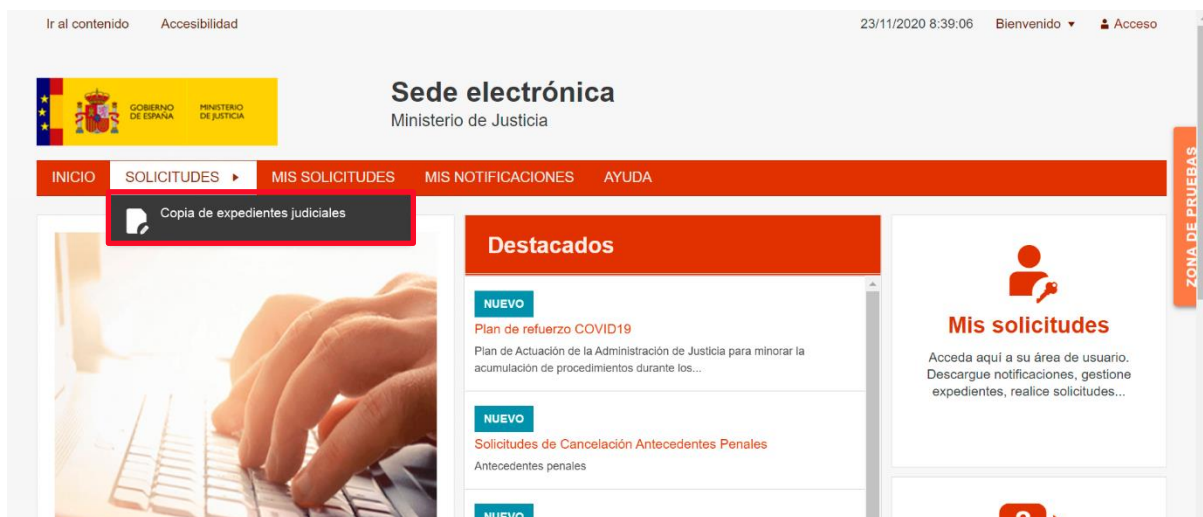 Ir al contenido Accesibilidad 23/11/2020 8:39:06 Bienvenido Acceso
GOBIERNO DE ESPAÑA
MINISTERIO DE JUSTICIA
Sede electrónica
Ministerio de Justicia
INICIO SOLICITUDES MIS SOLICITUDES MIS NOTIFICACIONES AYUDA
Copia de expedientes judiciales
ZONA DE PRUEBAS
Destacados
NUEVO
Plan de refuerzo COVID19
Plan de Actuación de la Administración de Justicia para minorar la
acumulación de procedimientos durante los...
NUEVO
Solicitudes de Cancelación Antecedentes Penales
Antecedentes penales
NUEVO
Mis solicitudes
Acceda aquí a su área de usuario.
Descargue notificaciones, gestione
expedientes, realice solicitudes...